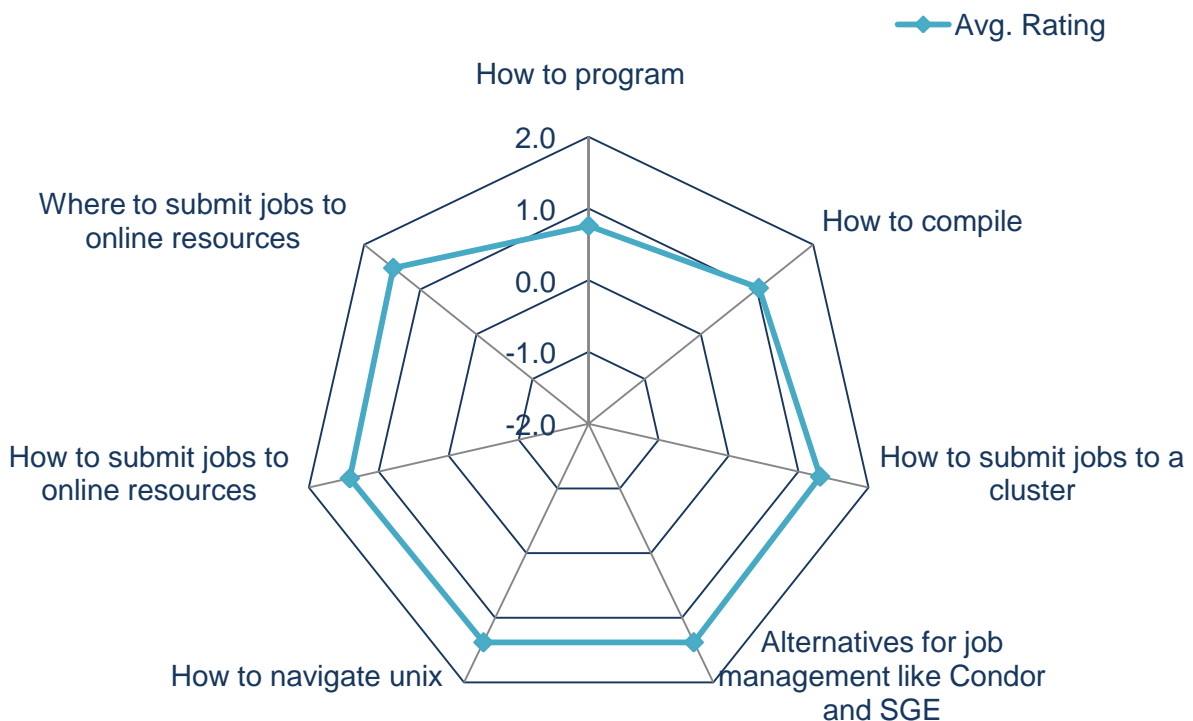 Avg. Rating
How to program
2.0
Where to submit jobs to
online resources
How to compile
1.0
0.0
-1.0
-2.0
How to submit jobs to
online resources
How to submit jobs to a
cluster
How to navigate unix
Alternatives for job
management like Condor
and SGE